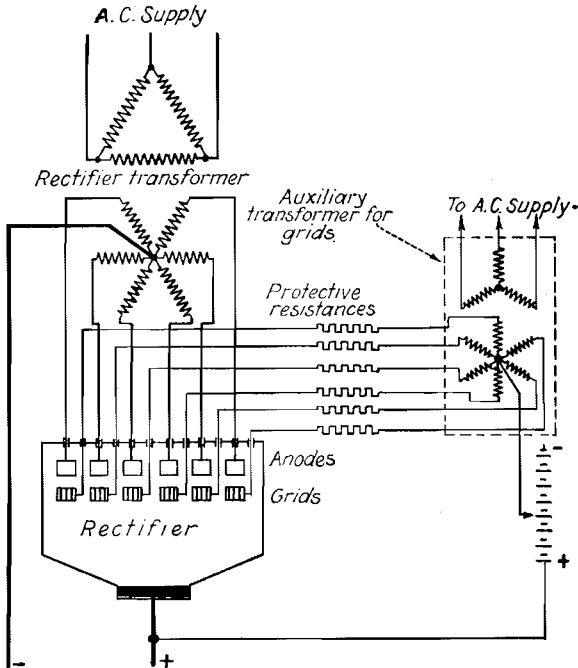 A.C. Supply
Rectifier transformer
Auxiliary
transformer for
grids.
To A.C. Supply.
Protective
resistances
Anodes
Grids
Rectifier
-
+
-
+